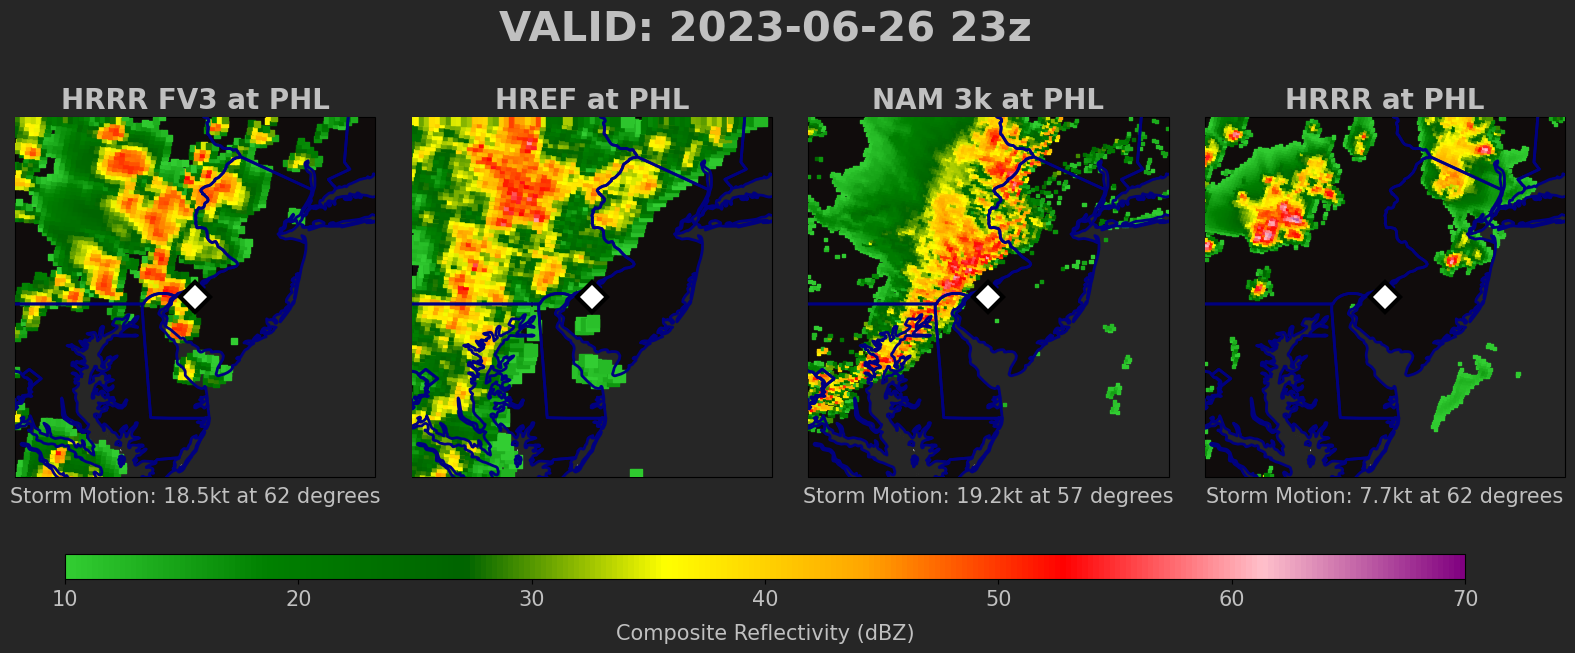 VALID: 2023-06-26 23z
HRRR FV3 at PHL
HREF at PHL
NAM 3k at PHL
HRRR at PHL
Storm Motion: 18.5kt at 62 degrees
Storm Motion: 19.2kt at 57 degrees
Storm Motion: 7.7kt at 62 degrees
10 20 30 40 50 60 70
Composite Reflectivity (dBZ)